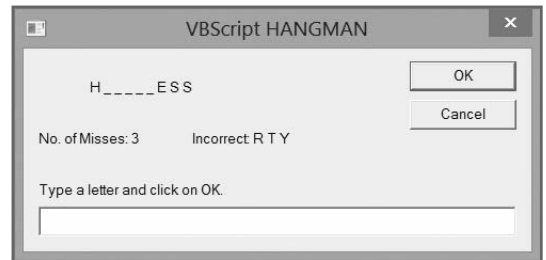 VBScript HANGMAN
×
H _ _ _ _ _ E S S
OK
Cancel
No. of Misses: 3 Incorrect: R T Y
Type a letter and click on OK.